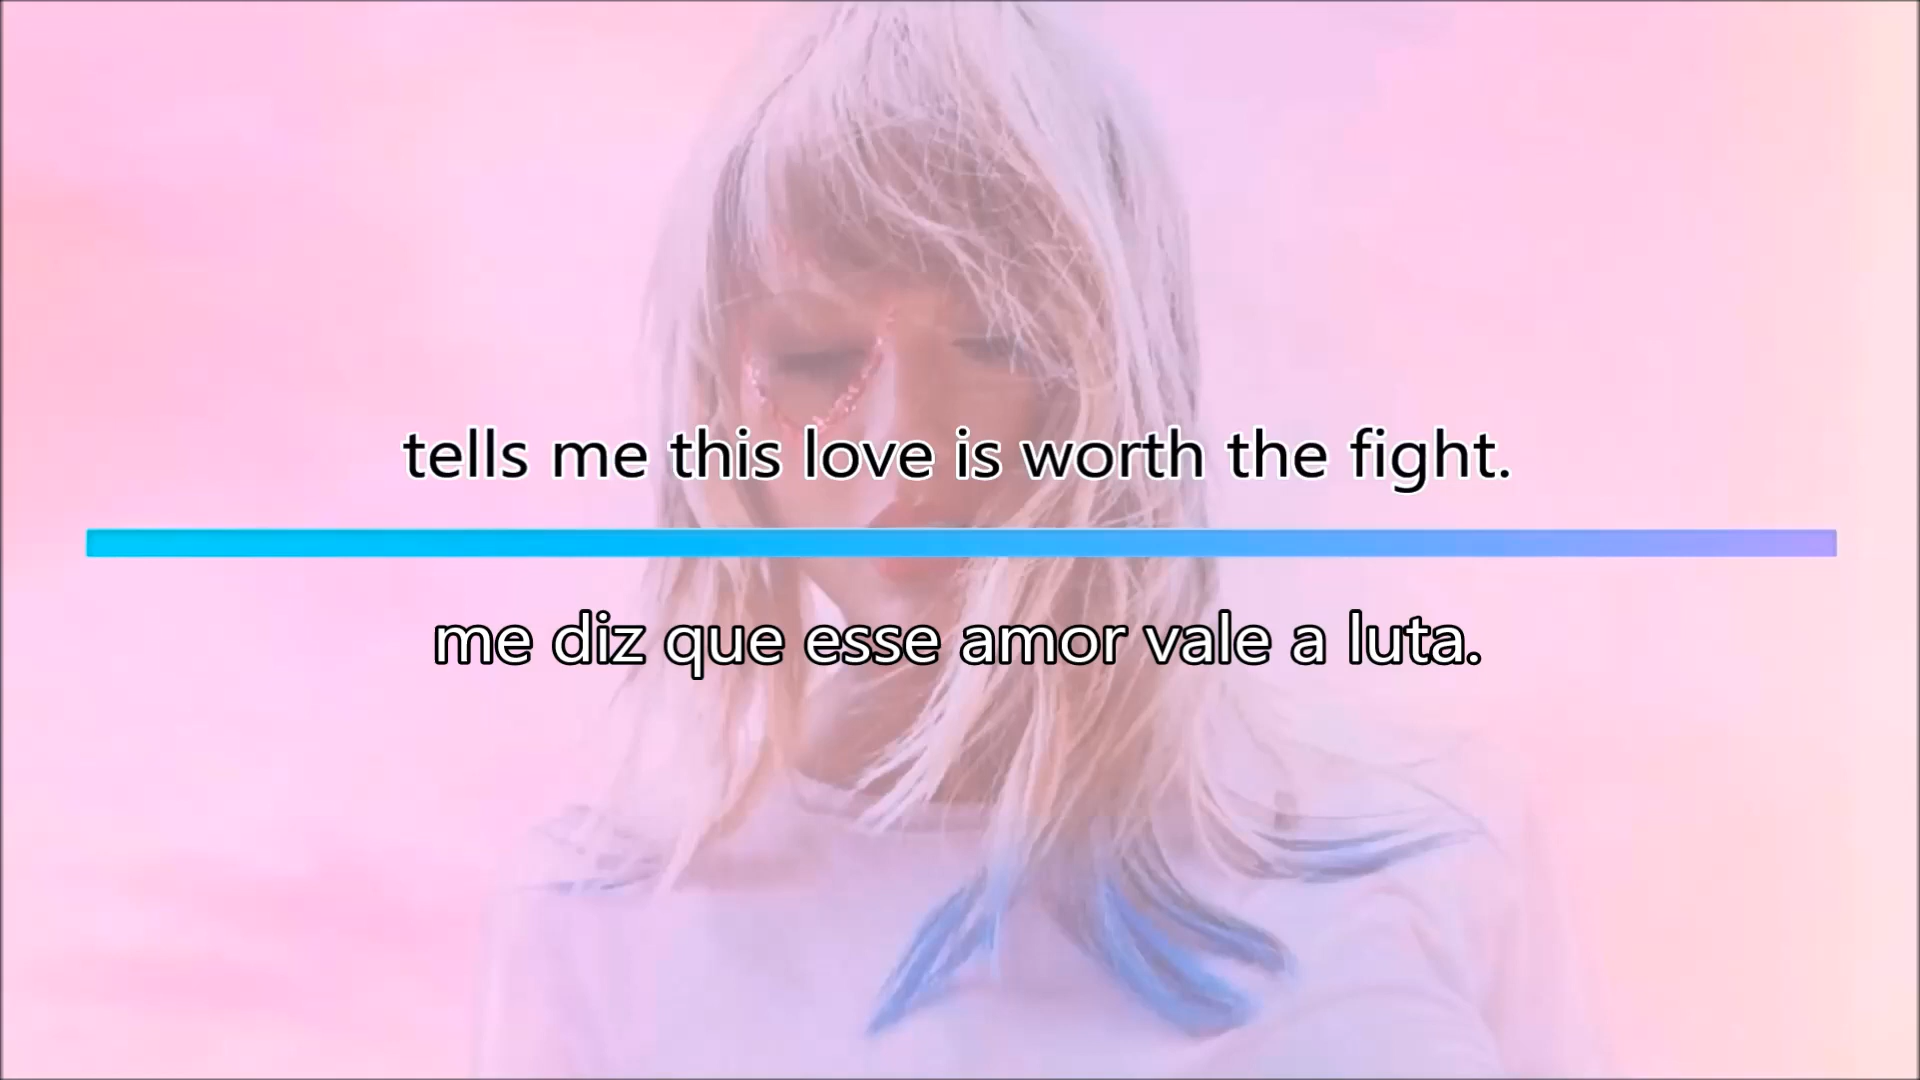 tells me this love is worth the fight.
me diz que esse amor vale a luta.